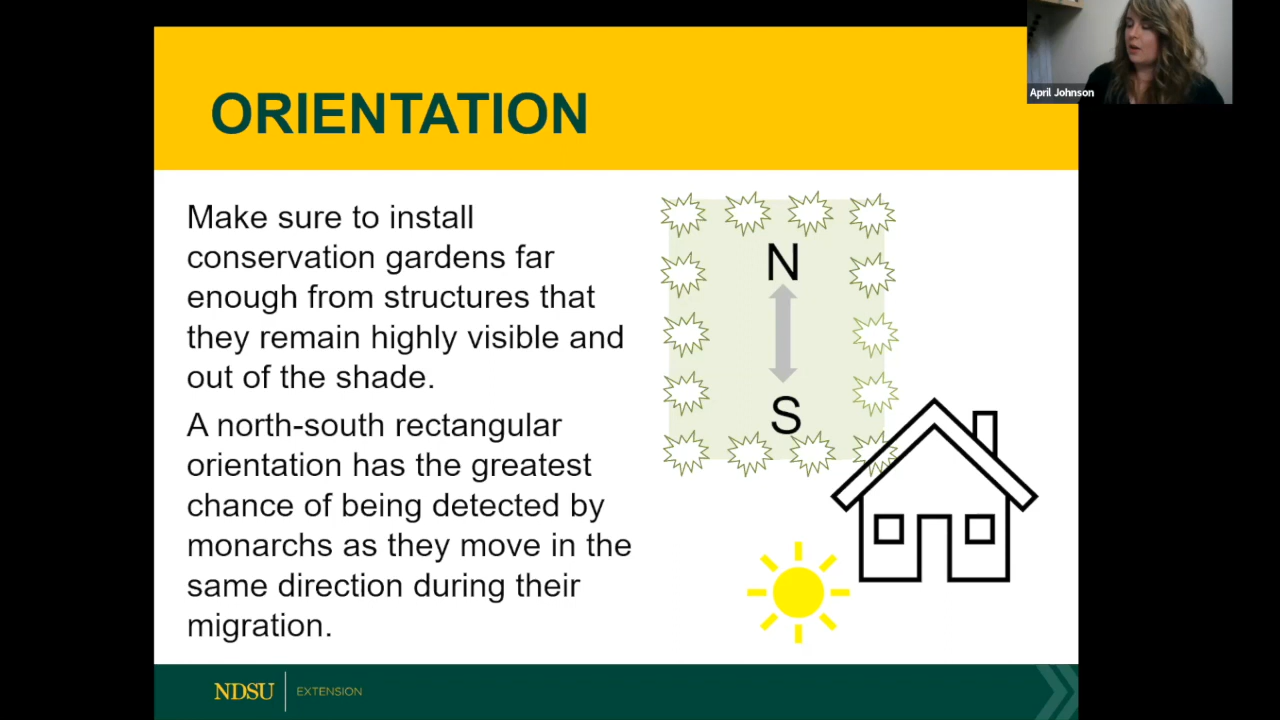 April Johnson
ORIENTATION
Make sure to install
conservation gardens far
enough from structures that
they remain highly visible and
out of the shade.
A north-south rectangular
orientation has the greatest
chance of being detected by
monarchs as they move in the
same direction during their
migration.
N
S
NDSU EXTENSION